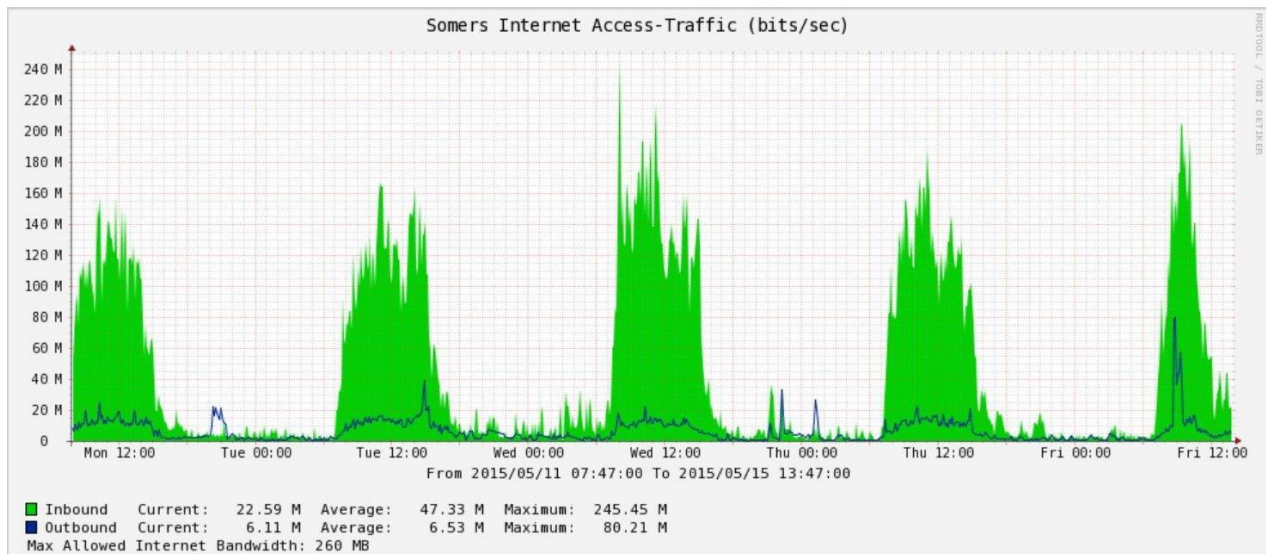 Somers Internet Access-Traffic (bits/sec)
RRDTOOL / TOBI OETIKER
240 M
220 M
200 M
180 M
160 M
140 M
120 M
100 M
80 M
60 M
40 M
20 M
0
Mon 12:00 Tue 00:00 Tue 12:00 Wed 00:00 Wed 12:00 Thu 00:00 Thu 12:00 Fri 00:00 Fri 12:00
From 2015/05/11 07:47:00 To 2015/05/15 13:47:00
Inbound Current: 22.59 M Average: 47.33 M Maximum: 245.45 M
Outbound Current: 6.11 M Average: 6.53 M Maximum: 80.21 M
Max Allowed Internet Bandwidth: 260 MB